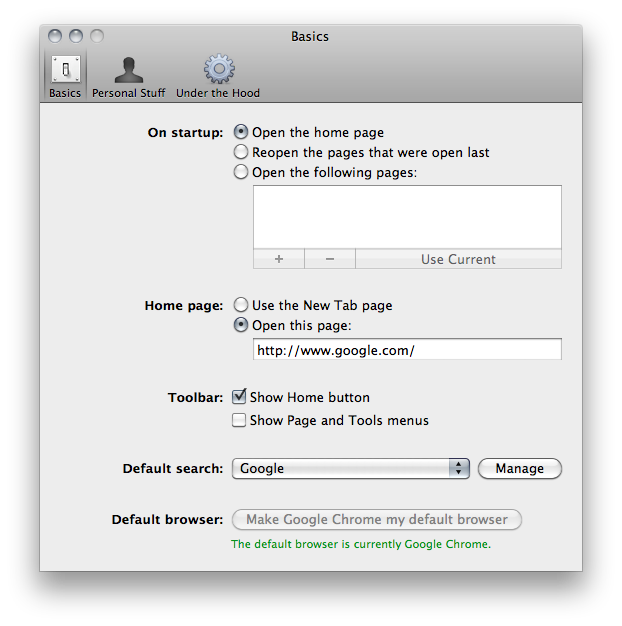 Basics
Basics Personal Stuff Under the Hood
On startup: Open the home page
Reopen the pages that were open last
Open the following pages:
+ − Use Current
Home page: Use the New Tab page
Open this page:
http://www.google.com/
Toolbar: Show Home button
Show Page and Tools menus
Default search: Google Manage
Default browser: Make Google Chrome my default browser
The default browser is currently Google Chrome.